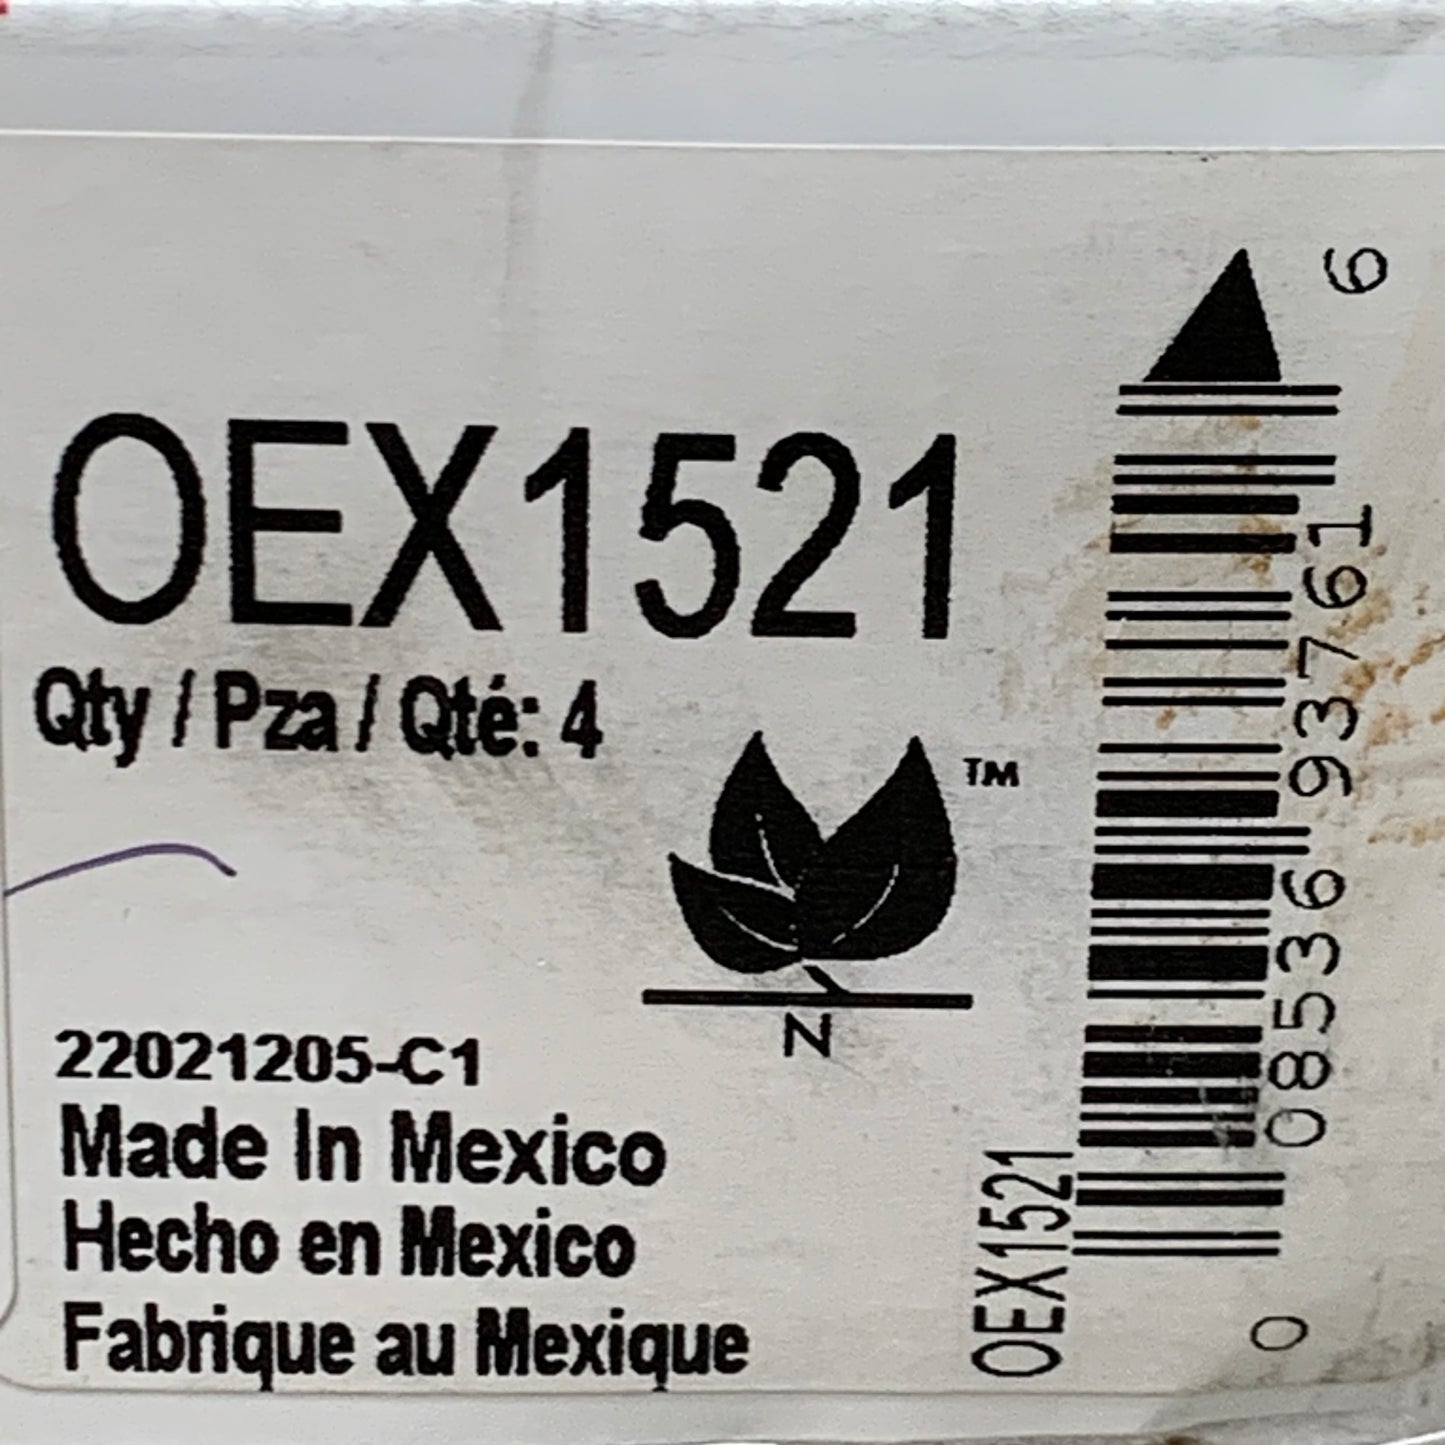 OEX1521
Qty / Pza / Qté: 4
TM
N
22021205-C1
Made In Mexico
Hecho en Mexico
Fabrique au Mexique
OEX1521
0 08536 93761 6